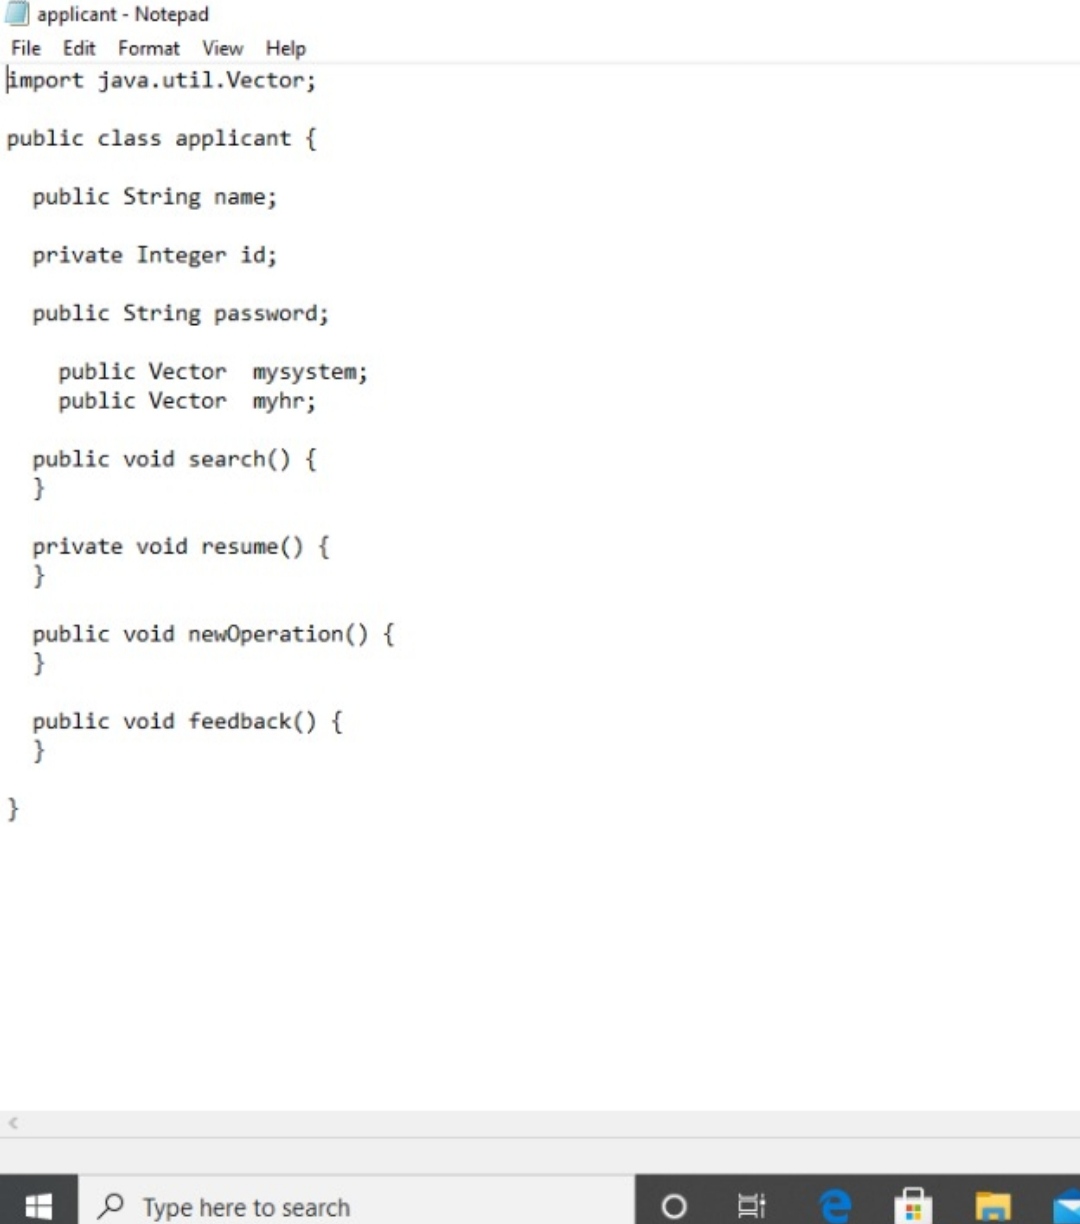 applicant - Notepad
File Edit Format View Help
import java.util.Vector;
public class applicant {
public String name;
private Integer id;
public String password;
public Vector  mysystem;
public Vector  myhr;
public void search() {
}
private void resume() {
}
public void newOperation() {
}
public void feedback() {
}
}
Type here to search